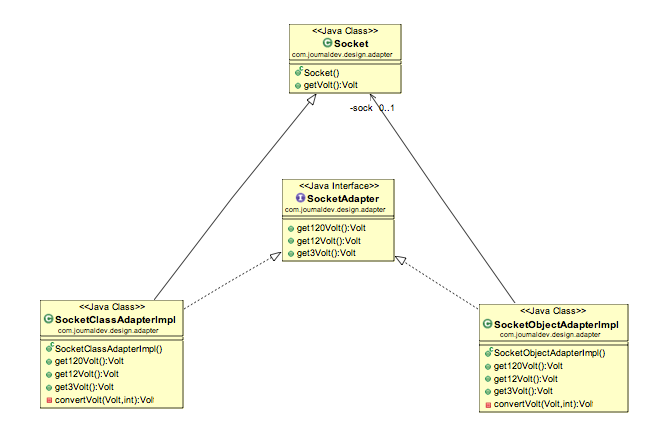 <<Java Class>>
Socket
com.journaldev.design.adapter
Socket()
getVolt():Volt
-sock 0..1
<<Java Interface>>
SocketAdapter
com.journaldev.design.adapter
get120Volt():Volt
get12Volt():Volt
get3Volt():Volt
<<Java Class>>
SocketClassAdapterImpl
com.journaldev.design.adapter
SocketClassAdapterImpl()
get120Volt():Volt
get12Volt():Volt
get3Volt():Volt
convertVolt(Volt,int):Volt
<<Java Class>>
SocketObjectAdapterImpl
com.journaldev.design.adapter
SocketObjectAdapterImpl()
get120Volt():Volt
get12Volt():Volt
get3Volt():Volt
convertVolt(Volt,int):Volt